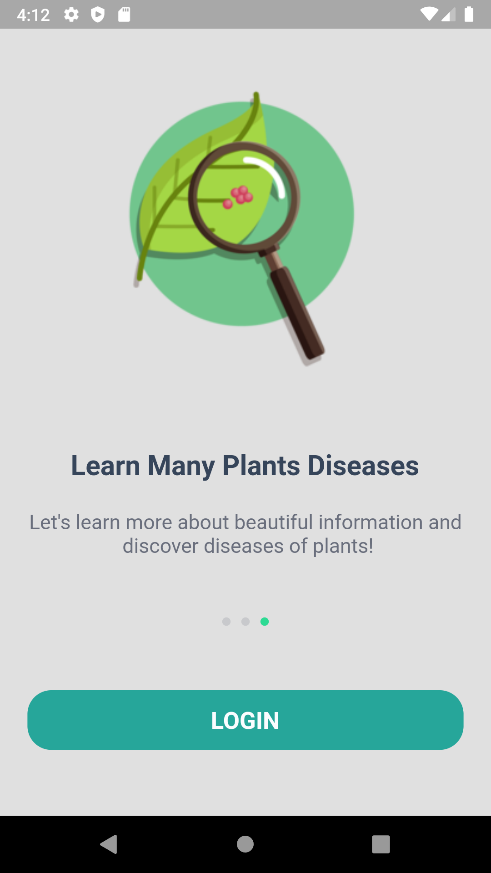 4:12
Learn Many Plants Diseases
Let's learn more about beautiful information and
discover diseases of plants!
LOGIN